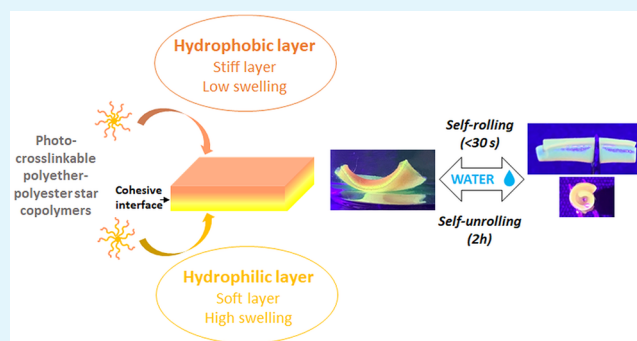 Hydrophobic layer
Stiff layer
Low swelling
Photo-
crosslinkable
polyether-
polyester star
copolymers
Cohesive
interface
Hydrophilic layer
Soft layer
High swelling
Self-rolling
(<30 s)
WATER
Self-unrolling
(2h)